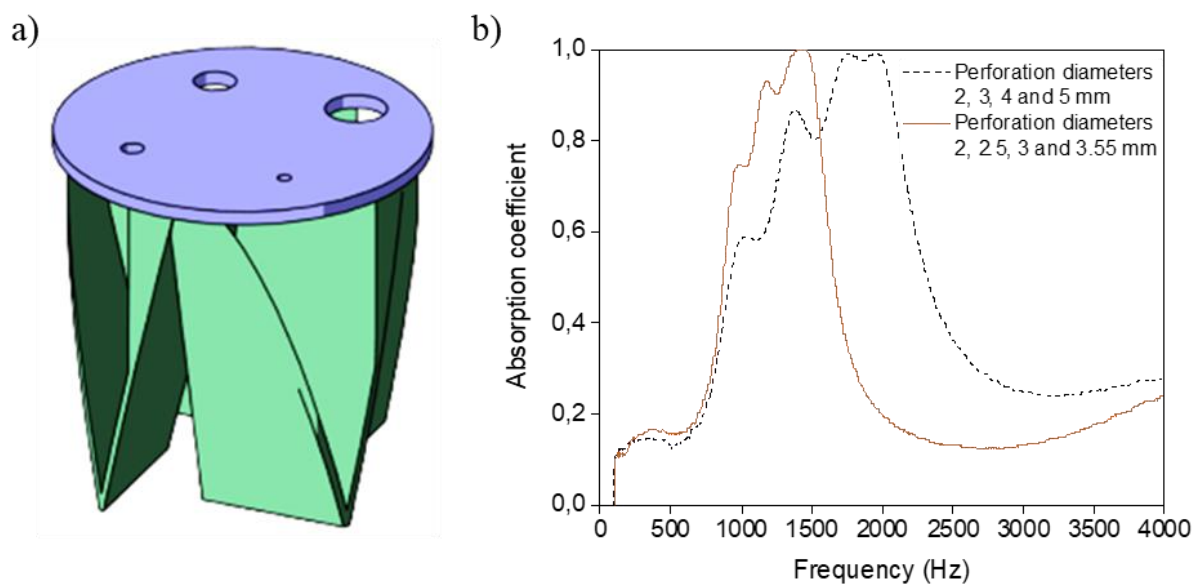 a)
b)
1,0
0,8
0,6
0,4
0,2
0,0
Absorption coefficient
Perforation diameters
2, 3, 4 and 5 mm
Perforation diameters
2, 2.5, 3 and 3.55 mm
0 500 1000 1500 2000 2500 3000 3500 4000
Frequency (Hz)